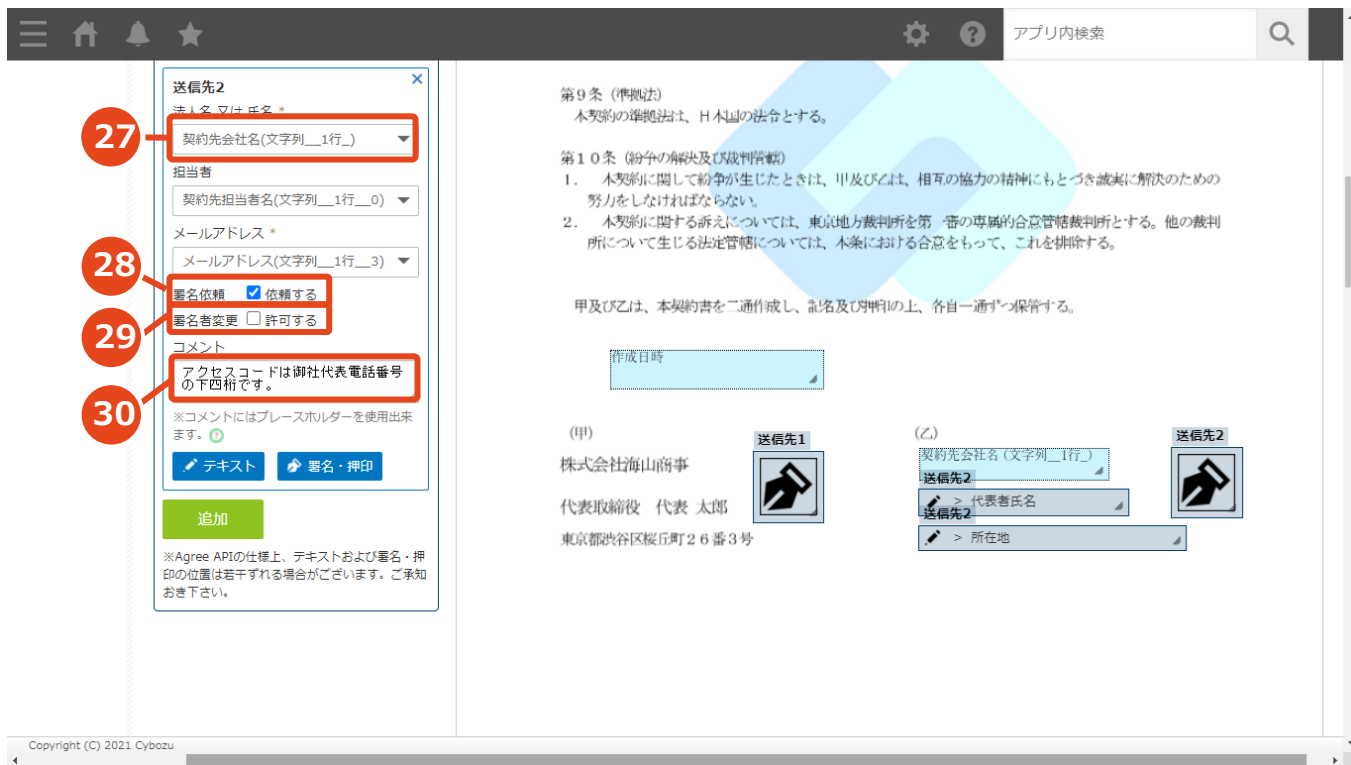 アプリ内検索
送信先2
法人名 又は 氏名 *
27
契約先会社名(文字列__1行_)
担当者
契約先担当者名(文字列__1行__0)
メールアドレス *
メールアドレス(文字列__1行__3)
28
署名依頼 依頼する
29
署名者変更 許可する
コメント
30
アクセスコードは御社代表電話番号
の下四桁です。
※コメントにはプレースホルダーを使用出来
ます。
テキスト
署名・押印
追加
※Agree APIの仕様上、テキストおよび署名・押
印の位置は若干ずれる場合がございます。ご承知
おき下さい。
第9条（準拠法）
本契約の準拠法は、日本国の法令とする。
第10条（紛争の解決及び裁判管轄）
1. 本契約に関して紛争が生じたときは、甲及び乙は、相互の協力の精神にもとづき誠実に解決のための
努力をしなければならない。
2. 本契約に関する訴えについては、東京地方裁判所を第一審の専属的合意管轄裁判所とする。他の裁判
所について生じる法定管轄については、本条における合意をもって、これを排除する。
甲及び乙は、本契約書を二通作成し、記名及び押印の上、各自一通ずつ保管する。
作成日時
(甲)
送信先1
株式会社海山商事
代表取締役 代表 太郎
東京都渋谷区桜丘町26番3号
(乙)
送信先2
契約先会社名(文字列__1行_)
送信先2
> 代表者氏名
送信先2
> 所在地
Copyright (C) 2021 Cybozu